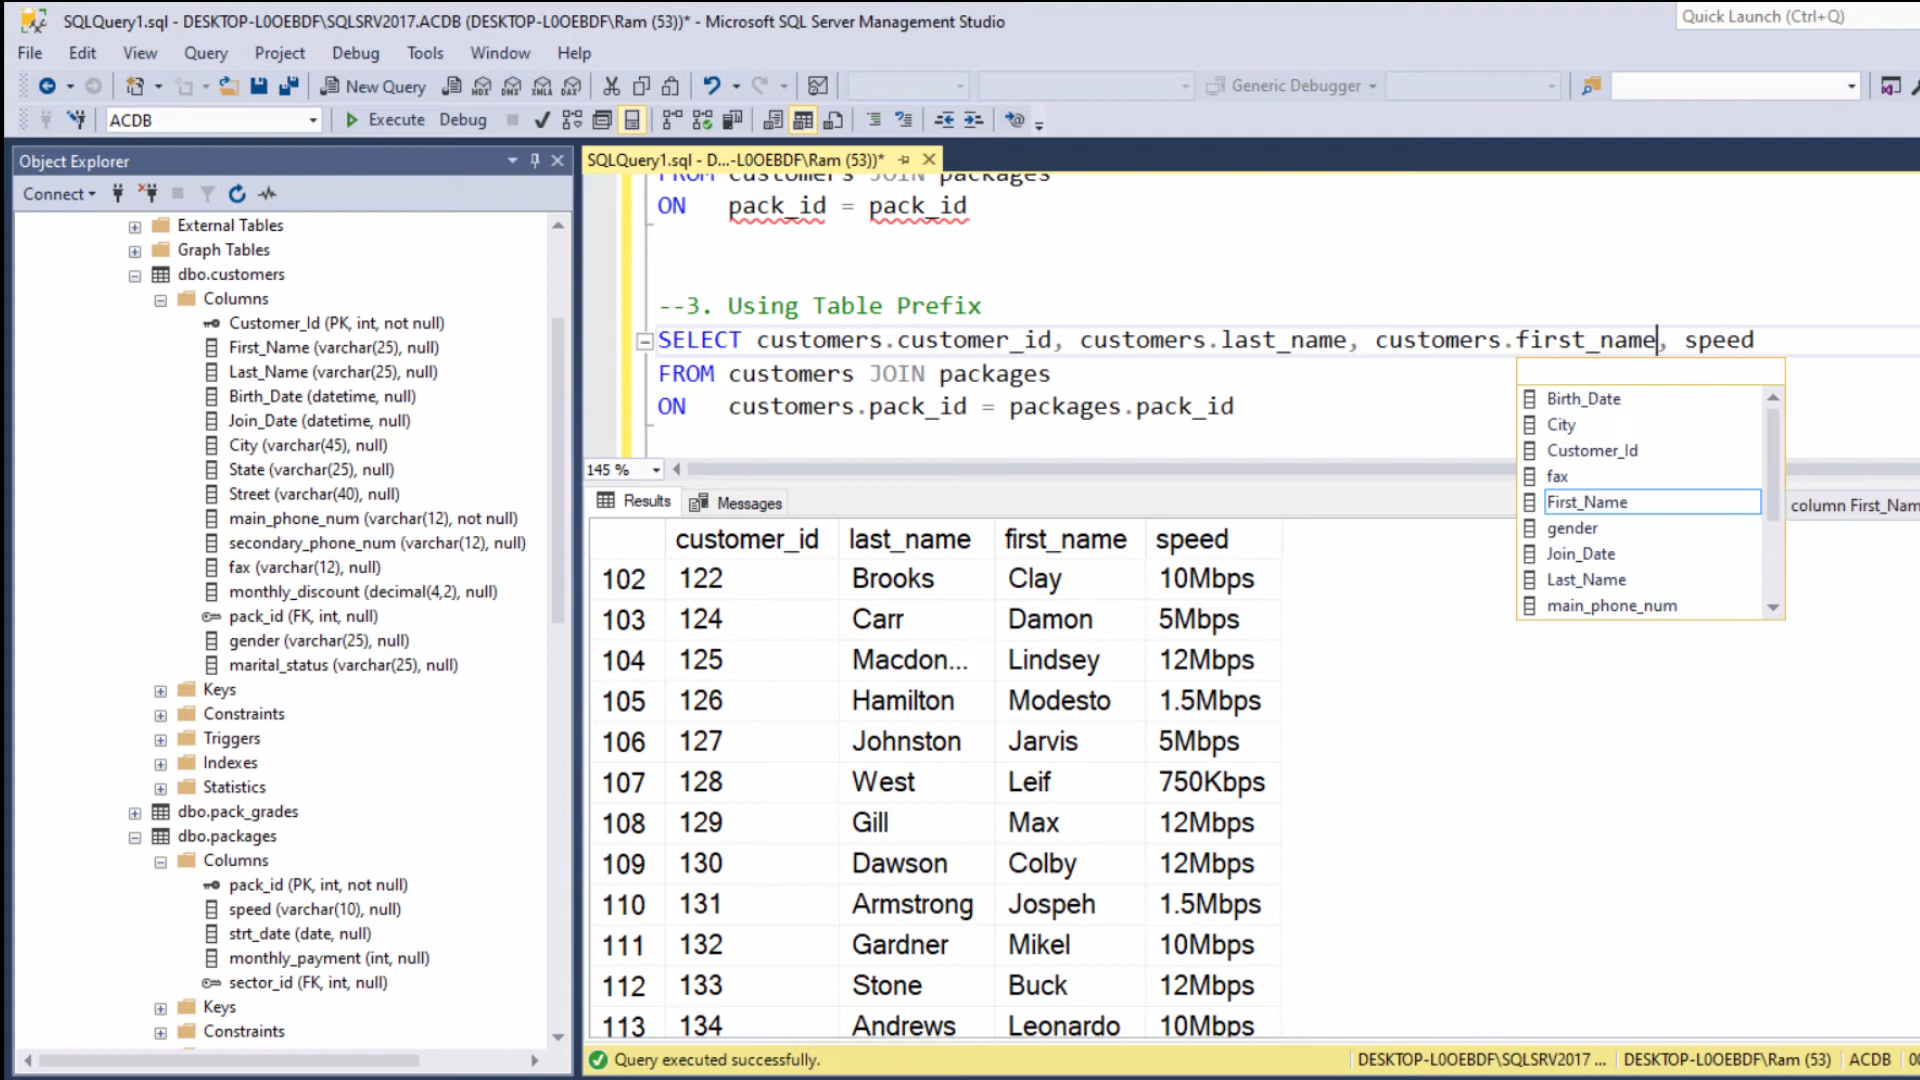 SQLQuery1.sql - DESKTOP-L0OEBDF\SQLSRV2017.ACDB (DESKTOP-L0OEBDF\Ram (53))* - Microsoft SQL Server Management Studio
Quick Launch (Ctrl+Q)
File Edit View Query Project Debug Tools Window Help
New Query
MDX DMX XMLA DAX
Generic Debugger
ACDB
Execute Debug
Object Explorer
Connect
External Tables
Graph Tables
dbo.customers
Columns
Customer_Id (PK, int, not null)
First_Name (varchar(25), null)
Last_Name (varchar(25), null)
Birth_Date (datetime, null)
Join_Date (datetime, null)
City (varchar(45), null)
State (varchar(25), null)
Street (varchar(40), null)
main_phone_num (varchar(12), not null)
secondary_phone_num (varchar(12), null)
fax (varchar(12), null)
monthly_discount (decimal(4,2), null)
pack_id (FK, int, null)
gender (varchar(25), null)
marital_status (varchar(25), null)
Keys
Constraints
Triggers
Indexes
Statistics
dbo.pack_grades
dbo.packages
Columns
pack_id (PK, int, not null)
speed (varchar(10), null)
strt_date (date, null)
monthly_payment (int, null)
sector_id (FK, int, null)
Keys
Constraints
SQLQuery1.sql - D...-L0OEBDF\Ram (53))*
FROM customers JOIN packages
ON pack_id = pack_id
--3. Using Table Prefix
SELECT customers.customer_id, customers.last_name, customers.first_name, speed
FROM customers JOIN packages
ON customers.pack_id = packages.pack_id
Birth_Date
City
Customer_Id
fax
First_Name
gender
Join_Date
Last_Name
main_phone_num
column First_Nam
145 %
Results Messages
customer_id last_name first_name speed
102 122 Brooks Clay 10Mbps
103 124 Carr Damon 5Mbps
104 125 Macdon... Lindsey 12Mbps
105 126 Hamilton Modesto 1.5Mbps
106 127 Johnston Jarvis 5Mbps
107 128 West Leif 750Kbps
108 129 Gill Max 12Mbps
109 130 Dawson Colby 12Mbps
110 131 Armstrong Jospeh 1.5Mbps
111 132 Gardner Mikel 10Mbps
112 133 Stone Buck 12Mbps
113 134 Andrews Leonardo 10Mbps
Query executed successfully.
DESKTOP-L0OEBDF\SQLSRV2017 ... DESKTOP-L0OEBDF\Ram (53) ACDB